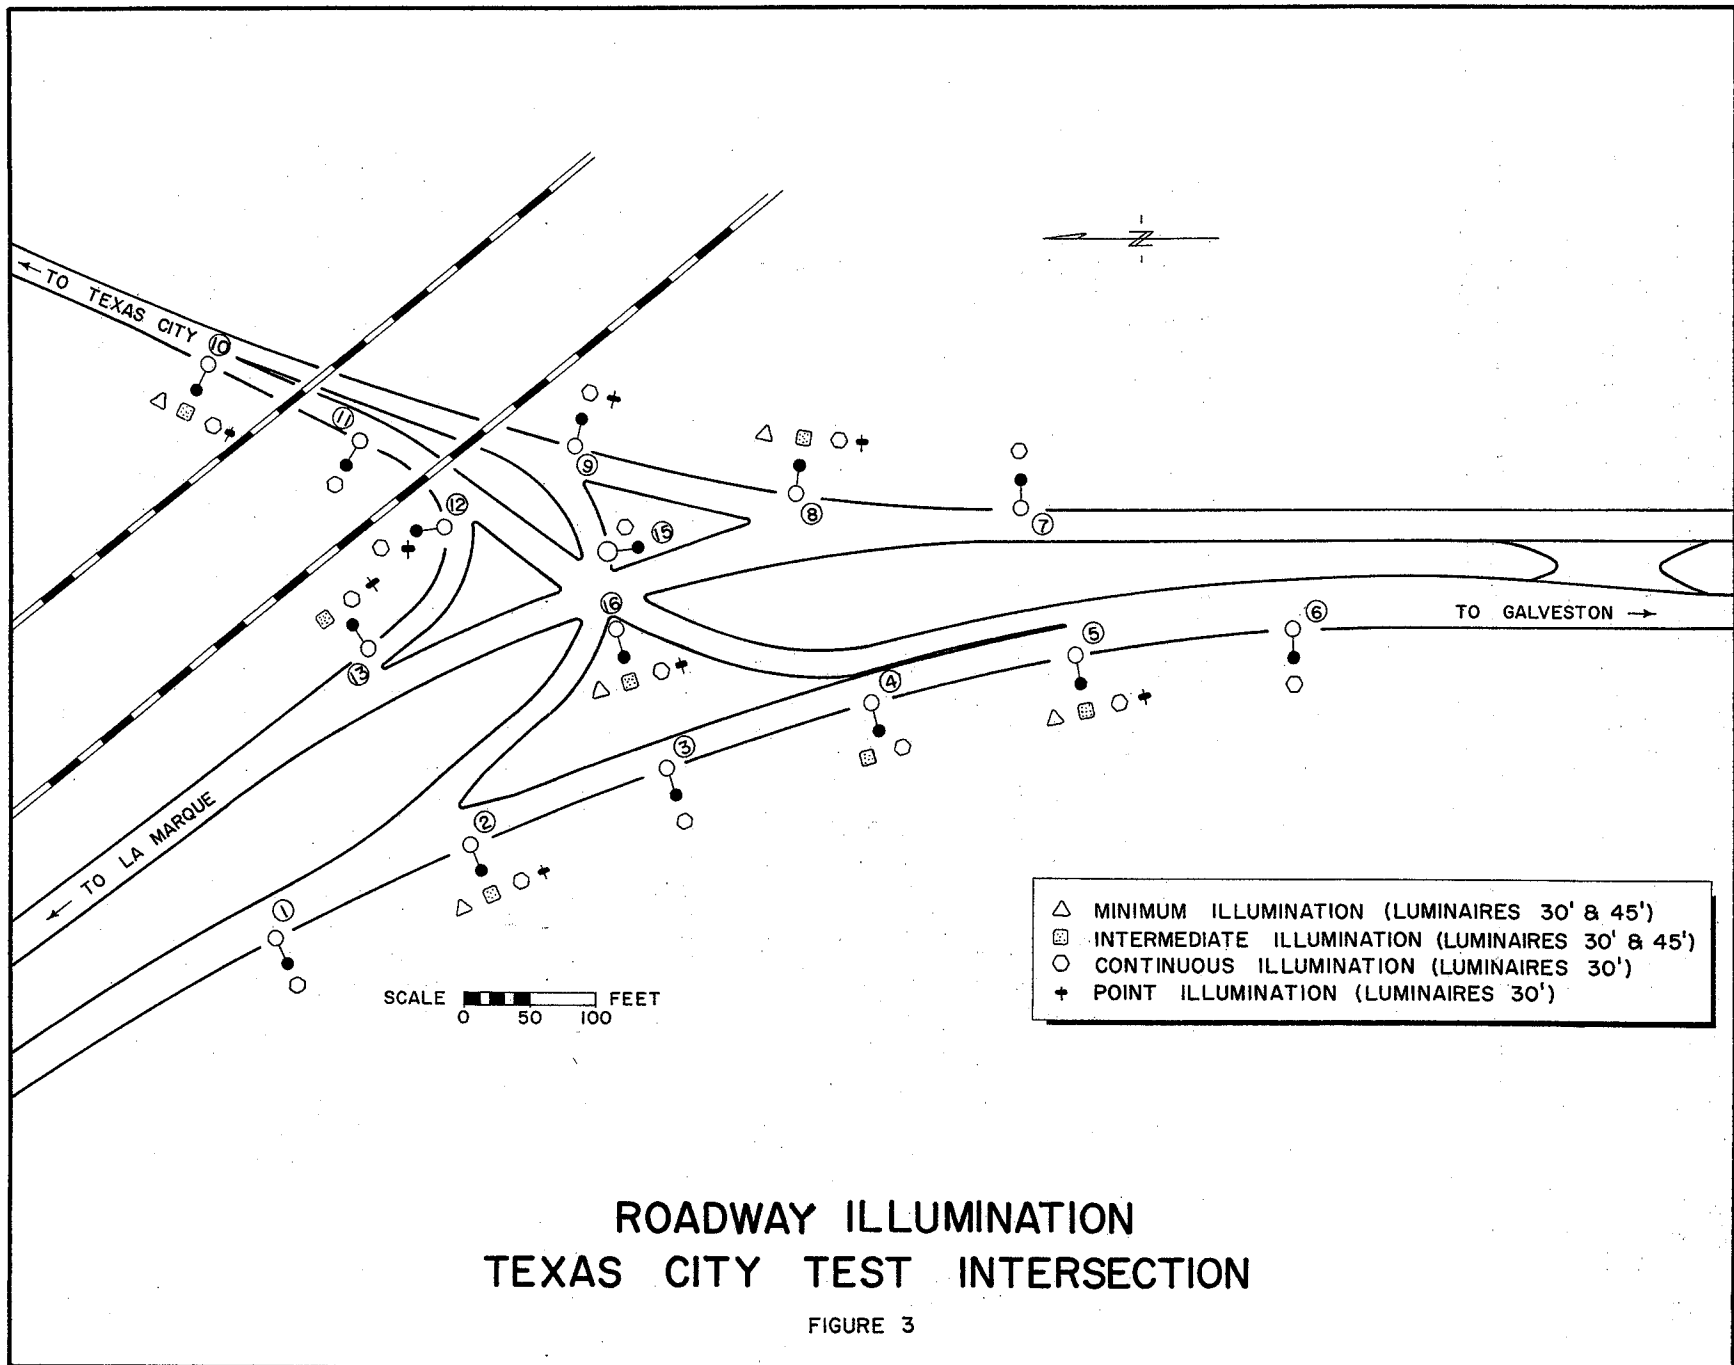 N
← TO TEXAS CITY
10
11
9
12
8
7
15
16
13
6
TO GALVESTON →
5
4
3
2
1
← TO LA MARQUE
MINIMUM ILLUMINATION (LUMINAIRES 30' & 45')
INTERMEDIATE ILLUMINATION (LUMINAIRES 30' & 45')
CONTINUOUS ILLUMINATION (LUMINAIRES 30')
POINT ILLUMINATION (LUMINAIRES 30')
SCALE FEET
0 50 100
ROADWAY ILLUMINATION
TEXAS CITY TEST INTERSECTION
FIGURE 3